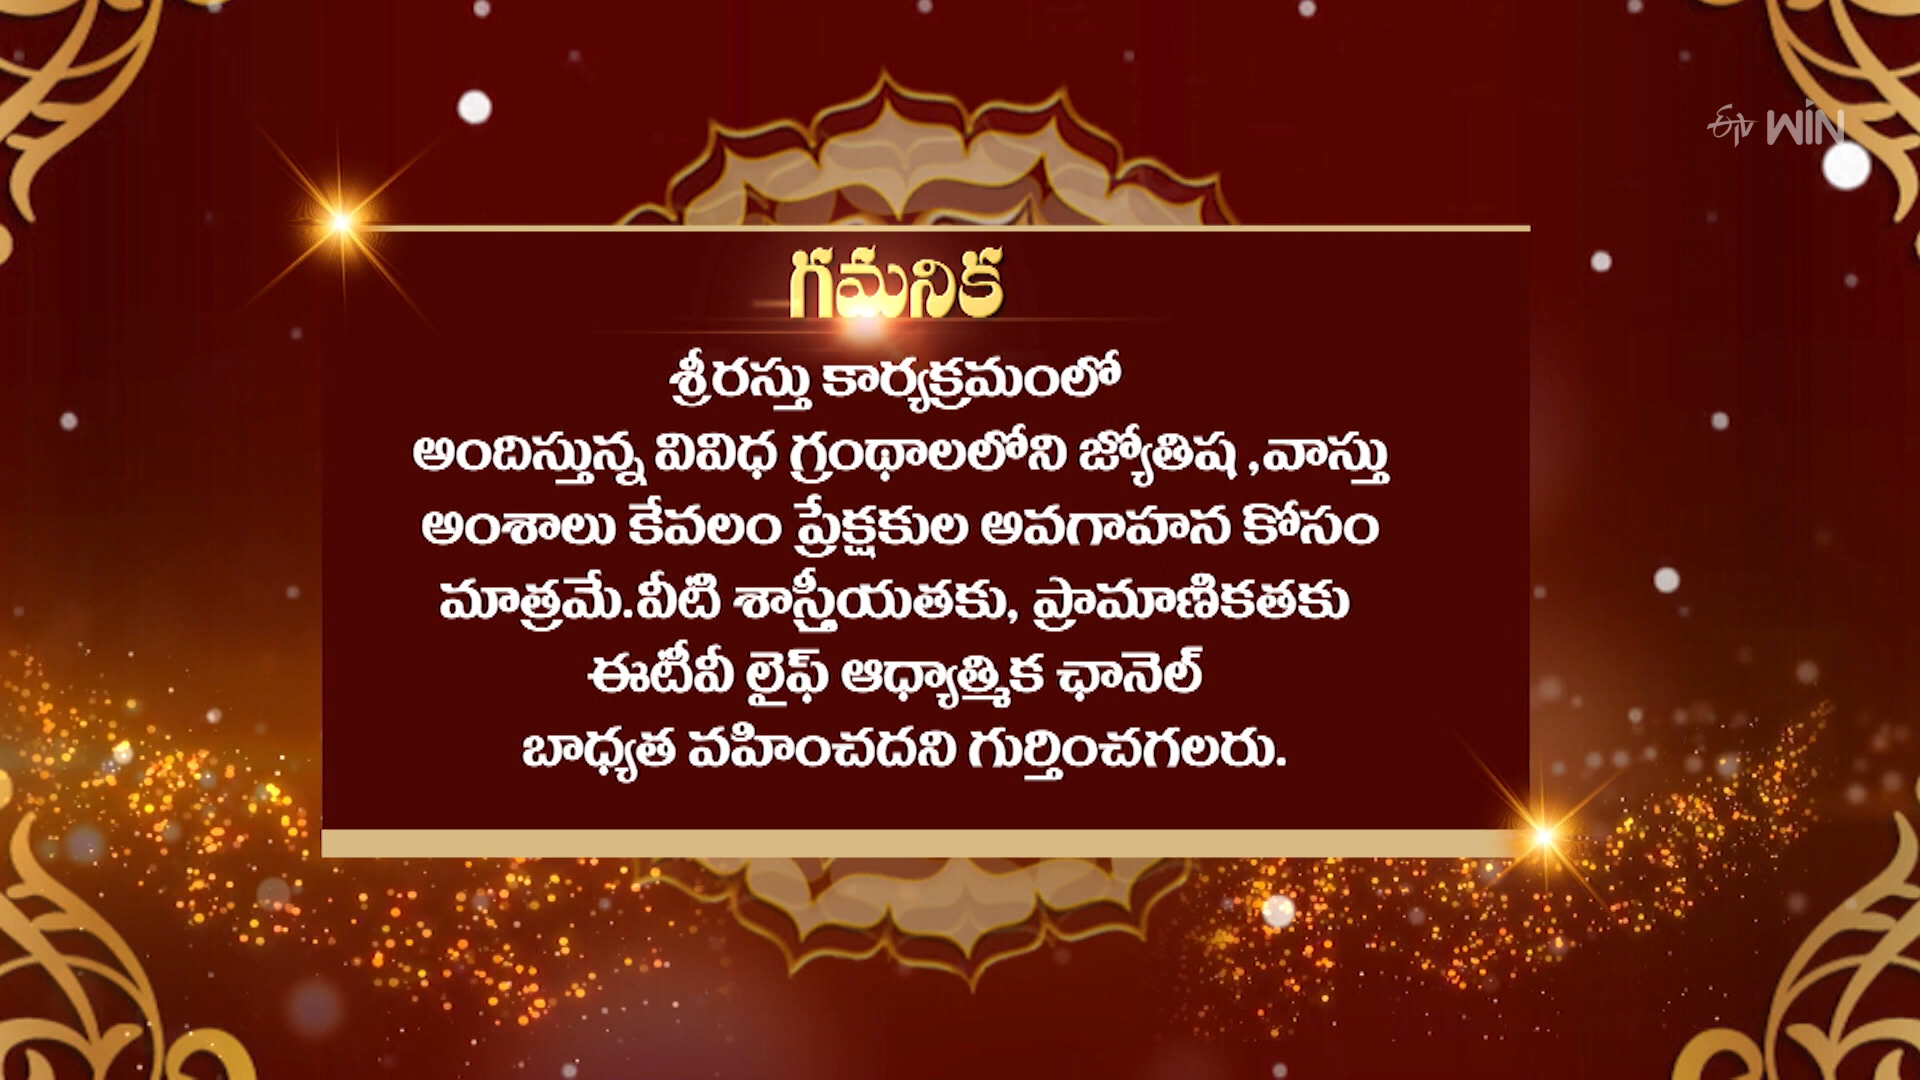 ఈటీవీ WIN
గమనిక
శ్రీరస్తు కార్యక్రమంలో
అందిస్తున్న వివిధ గ్రంథాలలోని జ్యోతిష ,వాస్తు
అంశాలు కేవలం ప్రేక్షకుల అవగాహన కోసం
మాత్రమే.వీటి శాస్త్రీయతకు, ప్రామాణికతకు
ఈటీవీ లైఫ్ ఆధ్యాత్మిక ఛానెల్
బాధ్యత వహించదని గుర్తించగలరు.